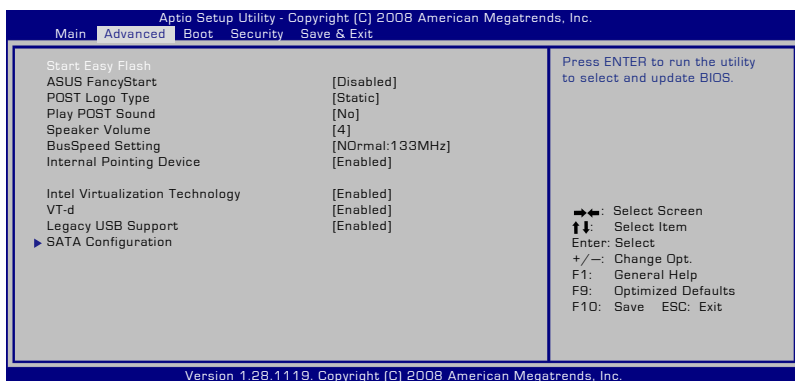 Aptio Setup Utility - Copyright (C) 2008 American Megatrends, Inc.
Main Advanced Boot Security Save & Exit
Start Easy Flash
ASUS FancyStart [Disabled]
POST Logo Type [Static]
Play POST Sound [No]
Speaker Volume [4]
BusSpeed Setting [NOrmal:133MHz]
Internal Pointing Device [Enabled]
Intel Virtualization Technology [Enabled]
VT-d [Enabled]
Legacy USB Support [Enabled]
SATA Configuration
Press ENTER to run the utility
to select and update BIOS.
→←: Select Screen
↑↓: Select Item
Enter: Select
+/—: Change Opt.
F1: General Help
F9: Optimized Defaults
F10: Save ESC: Exit
Version 1.28.1119. Copyright (C) 2008 American Megatrends, Inc.